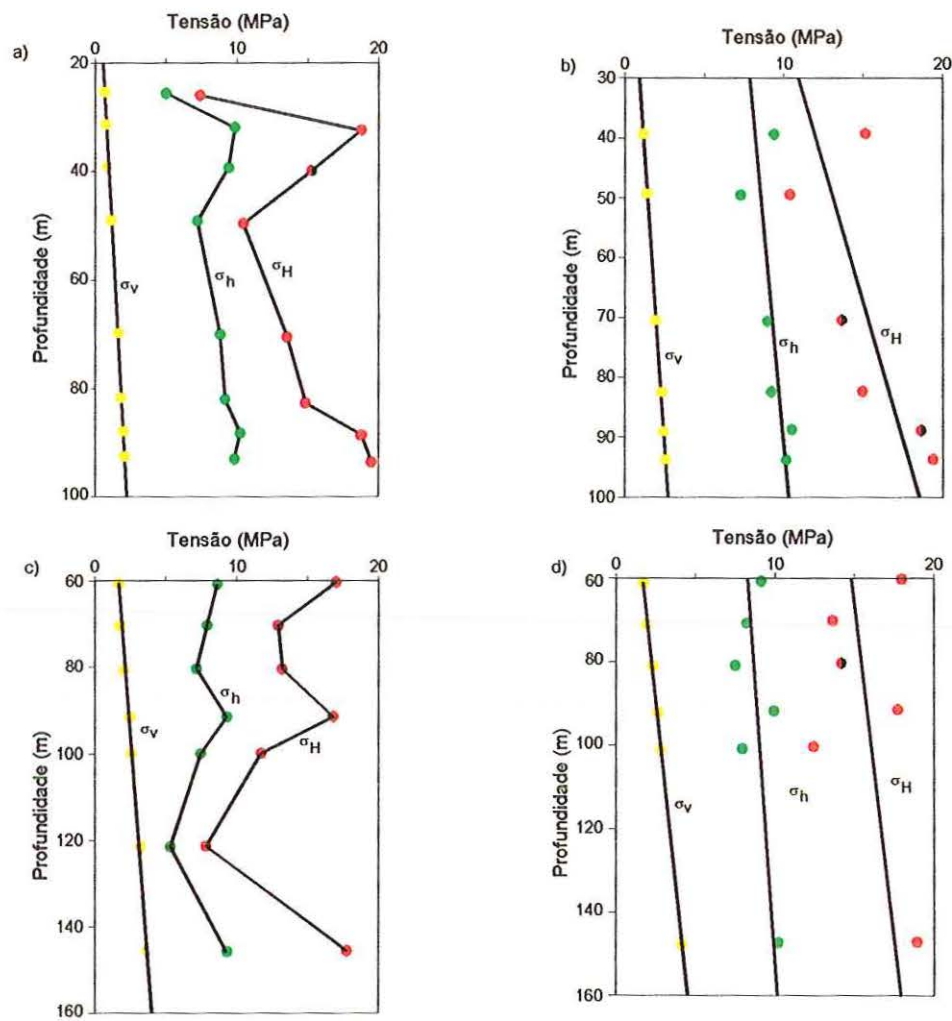 Tensão (MPa)
a)
0 10 20
20
40
60
80
100
Profundidade (m)
σv
σh
σH
Tensão (MPa)
b)
0 10 20
30
40
50
60
70
80
90
100
Profundidade (m)
σv
σh
σH
Tensão (MPa)
c)
0 10 20
60
80
100
120
140
160
Profundidade (m)
σv
σh
σH
Tensão (MPa)
d)
0 10 20
60
80
100
120
140
160
Profundidade (m)
σv
σh
σH